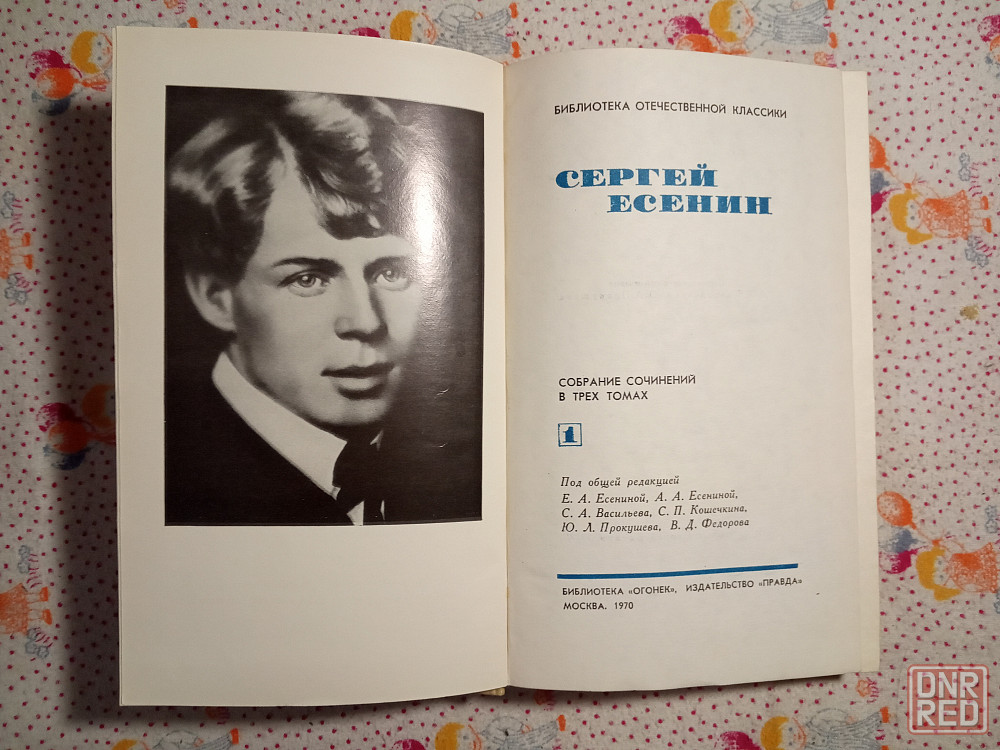 БИБЛИОТЕКА ОТЕЧЕСТВЕННОЙ КЛАССИКИ
СЕРГЕЙ
ЕСЕНИН
СОБРАНИЕ СОЧИНЕНИЙ
В ТРЕХ ТОМАХ
1
Под общей редакцией
Е. А. Есениной, А. А. Есениной,
С. А. Васильева, С. П. Кошечкина,
Ю. Л. Прокушева, В. Д. Федорова
БИБЛИОТЕКА «ОГОНЕК», ИЗДАТЕЛЬСТВО «ПРАВДА»
МОСКВА. 1970
DNR
RED